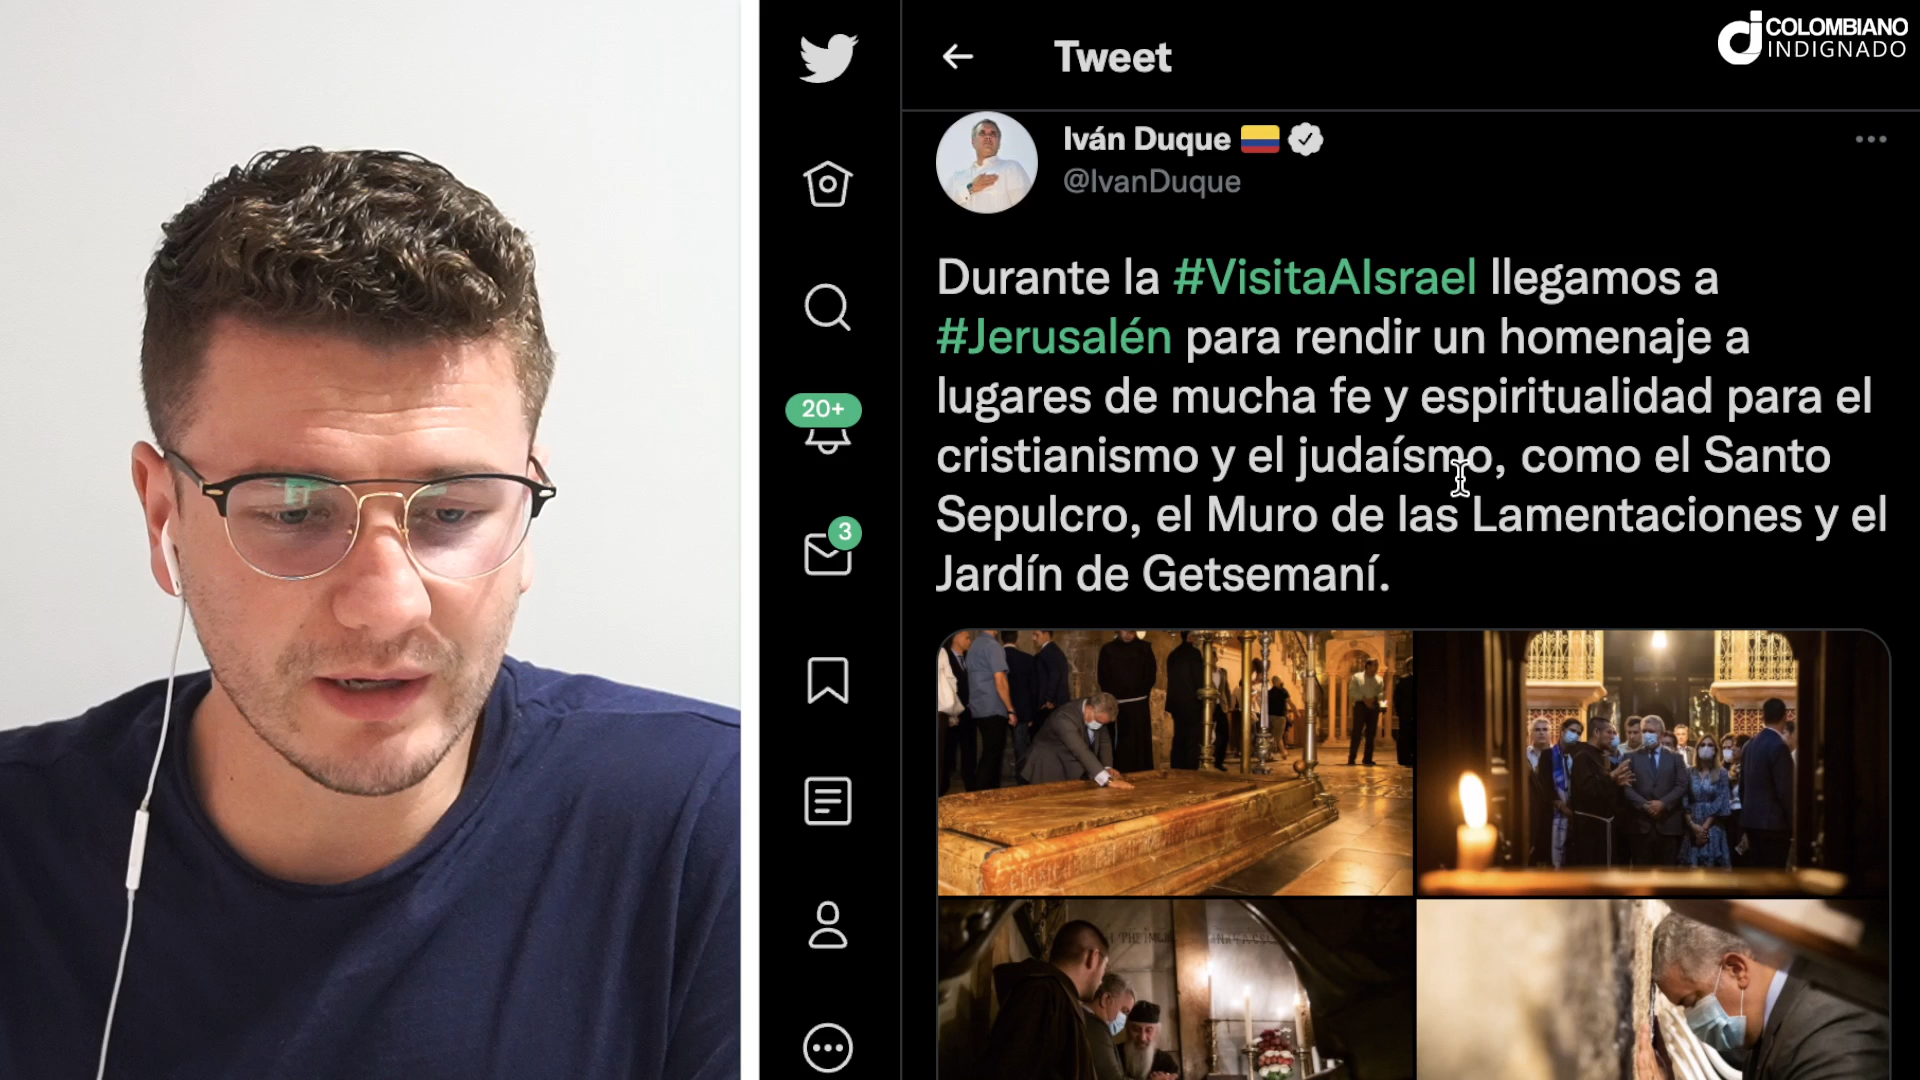 COLOMBIANO
INDIGNADO
Tweet
Iván Duque
@IvanDuque
20+
3
Durante la #VisitaAIsrael llegamos a
#Jerusalén para rendir un homenaje a
lugares de mucha fe y espiritualidad para el
cristianismo y el judaísmo, como el Santo
Sepulcro, el Muro de las Lamentaciones y el
Jardín de Getsemaní.